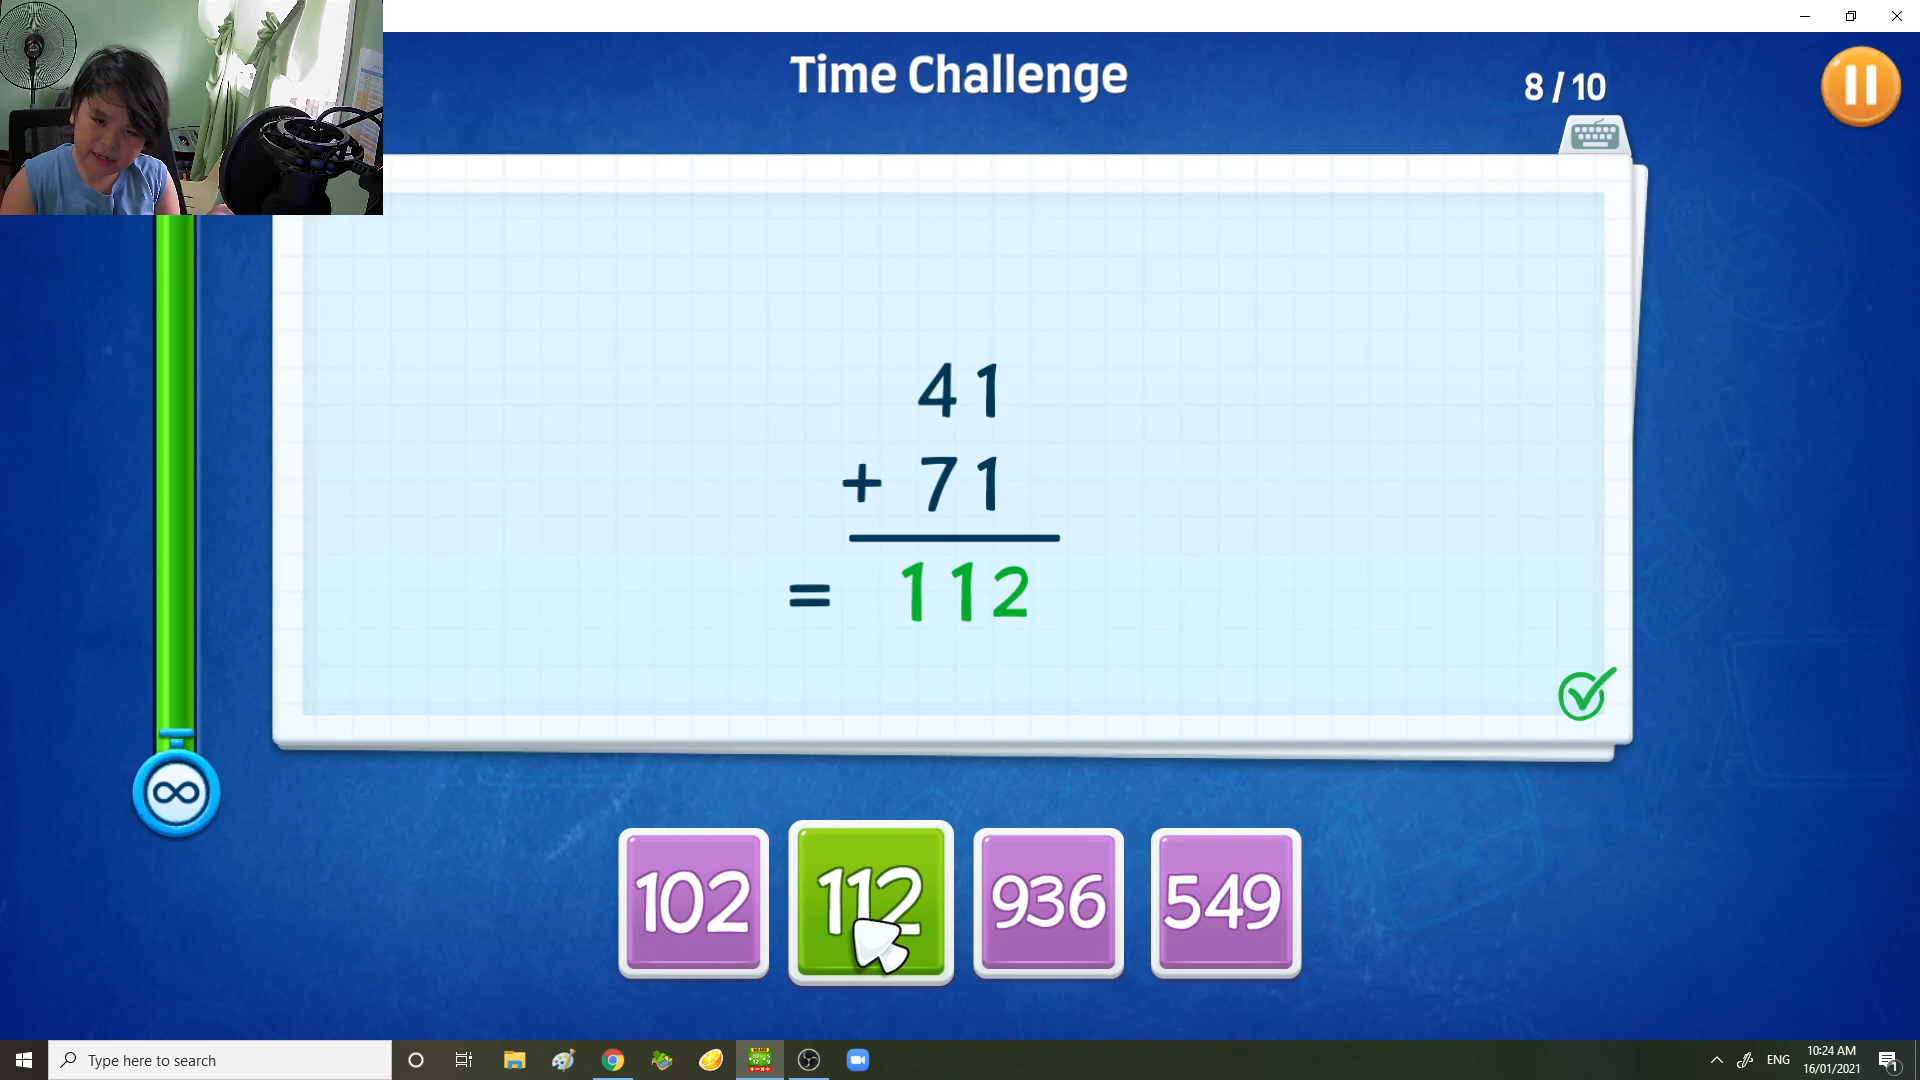 Time Challenge
8 / 10
41
+ 71
= 112
102 112 936 549
Type here to search
ENG
10:24 AM
16/01/2021
1